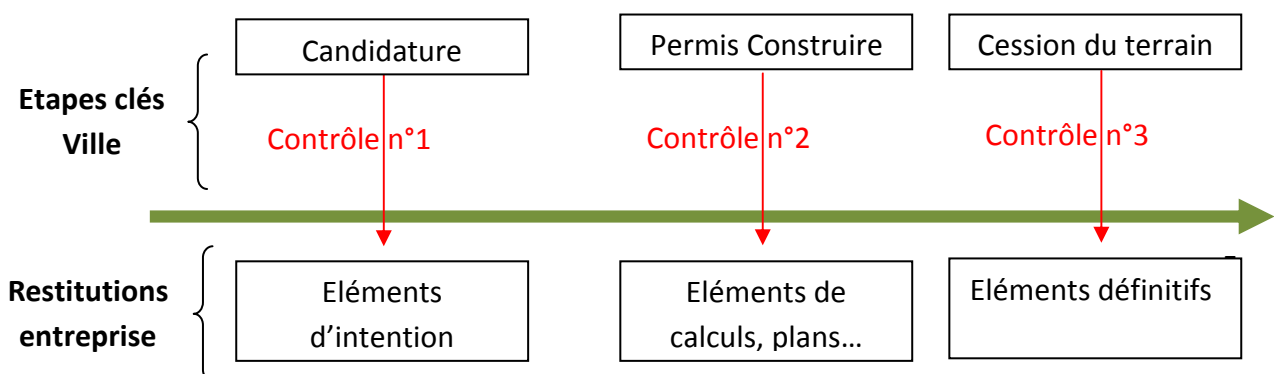 Candidature
Permis Construire
Cession du terrain
Etapes clés
Ville
Contrôle n°1
Contrôle n°2
Contrôle n°3
Restitutions
entreprise
Eléments
d’intention
Eléments de
calculs, plans…
Eléments définitifs